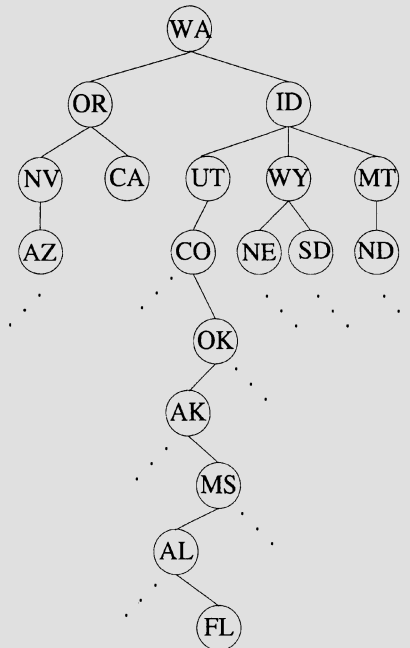 WA
OR ID
NV CA UT WY MT
AZ CO NE SD ND
OK
AK
MS
AL
FL